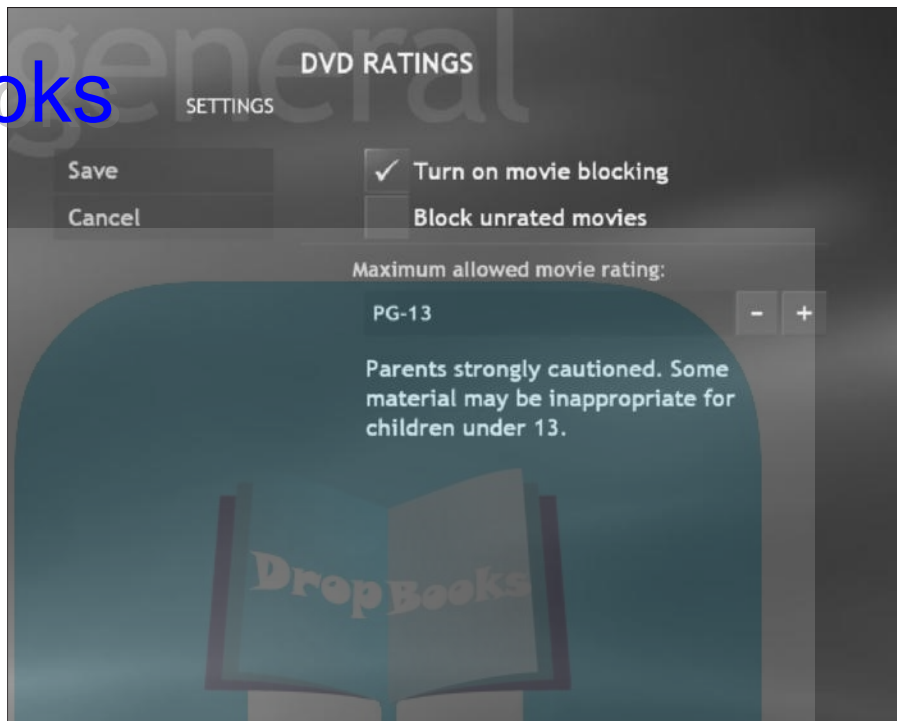 general
DVD RATINGS
oks
SETTINGS
Save
Turn on movie blocking
Cancel
Block unrated movies
Maximum allowed movie rating:
PG-13
- +
Parents strongly cautioned. Some
material may be inappropriate for
children under 13.
DropBooks